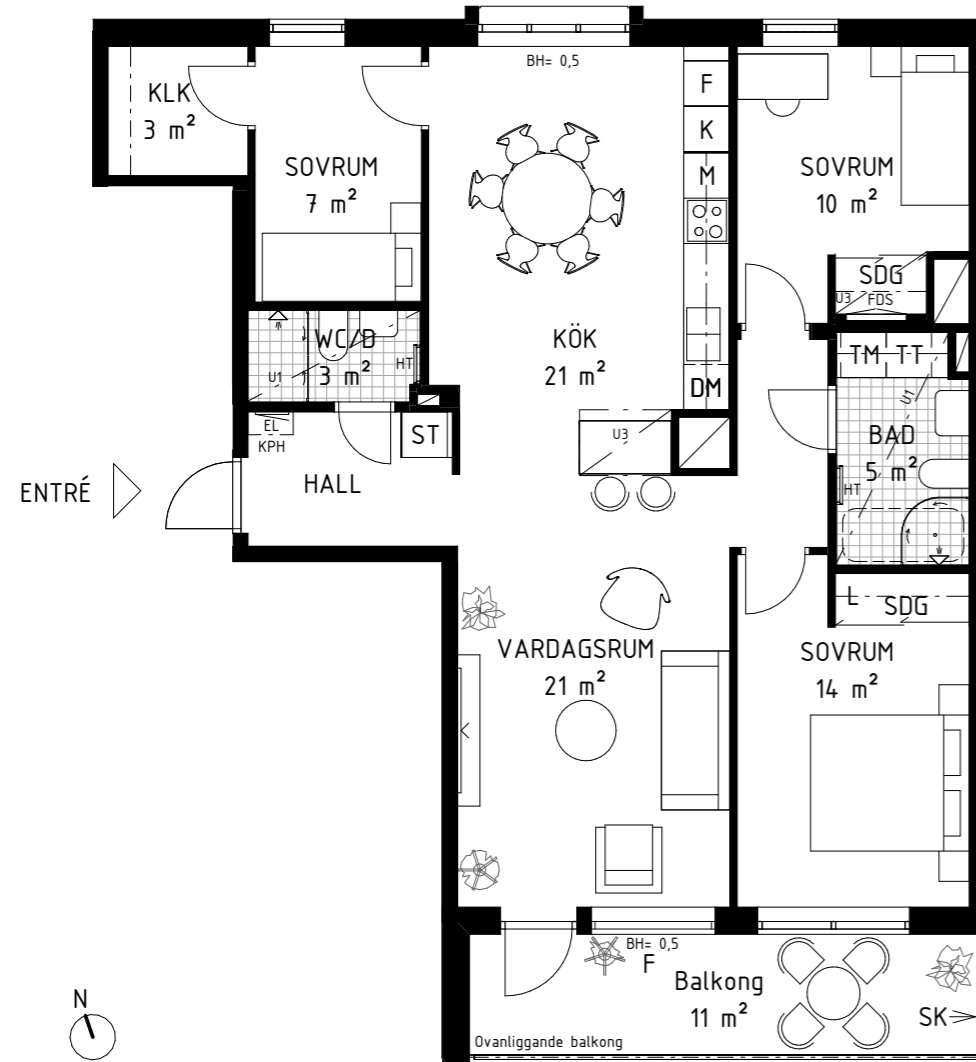 BH= 0,5
KLK
3 m²
F
K
M
SOVRUM
7 m²
SOVRUM
10 m²
SDG
U3
FDS
WC/D
3 m²
U1
HT
KÖK
21 m²
DM
TM
TT
U1
EL
KPH
ST
U3
BAD
5 m²
HT
HALL
ENTRÉ
L
SDG
VARDAGSRUM
21 m²
SOVRUM
14 m²
BH= 0,5
F
Balkong
11 m²
SK
N
Ovanliggande balkong